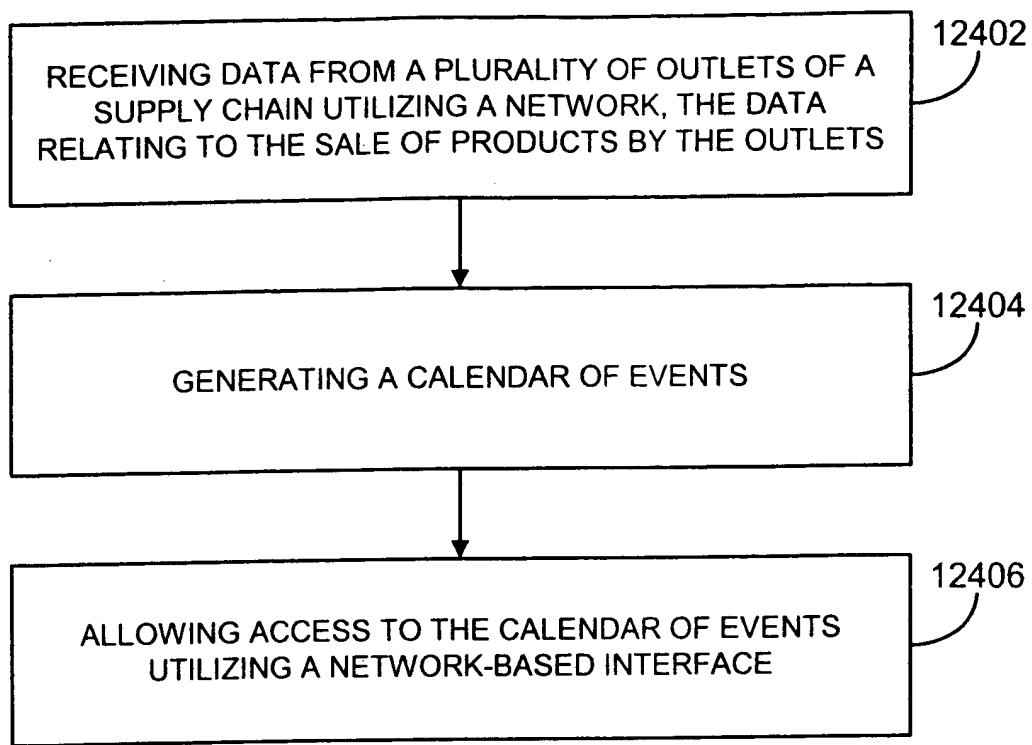 12402
RECEIVING DATA FROM A PLURALITY OF OUTLETS OF A
SUPPLY CHAIN UTILIZING A NETWORK, THE DATA
RELATING TO THE SALE OF PRODUCTS BY THE OUTLETS
12404
GENERATING A CALENDAR OF EVENTS
12406
ALLOWING ACCESS TO THE CALENDAR OF EVENTS
UTILIZING A NETWORK-BASED INTERFACE